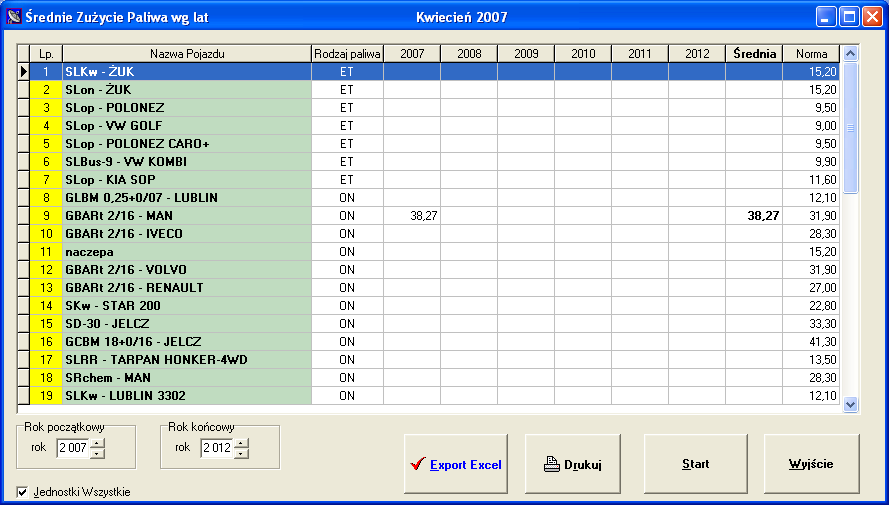 Średnie Zużycie Paliwa wg lat Kwiecień 2007
Lp. Nazwa Pojazdu Rodzaj paliwa 2007 2008 2009 2010 2011 2012 Średnia Norma
1 SLKw - ŻUK ET 15,20
2 SLon - ŻUK ET 15,20
3 SLop - POLONEZ ET 9,50
4 SLop - VW GOLF ET 9,00
5 SLop - POLONEZ CARO+ ET 9,50
6 SLBus-9 - VW KOMBI ET 9,90
7 SLop - KIA SOP ET 11,60
8 GLBM 0,25+0/07 - LUBLIN ON 12,10
9 GBARt 2/16 - MAN ON 38,27 38,27 31,90
10 GBARt 2/16 - IVECO ON 28,30
11 naczepa ON 15,20
12 GBARt 2/16 - VOLVO ON 31,90
13 GBARt 2/16 - RENAULT ON 27,00
14 SKw - STAR 200 ON 22,80
15 SD-30 - JELCZ ON 33,30
16 GCBM 18+0/16 - JELCZ ON 41,30
17 SLRR - TARPAN HONKER-4WD ON 13,50
18 SRchem - MAN ON 28,30
19 SLKw - LUBLIN 3302 ON 12,10
Rok początkowy Rok końcowy
rok 2 007 rok 2 012
Export Excel Drukuj Start Wyjście
Jednostki Wszystkie